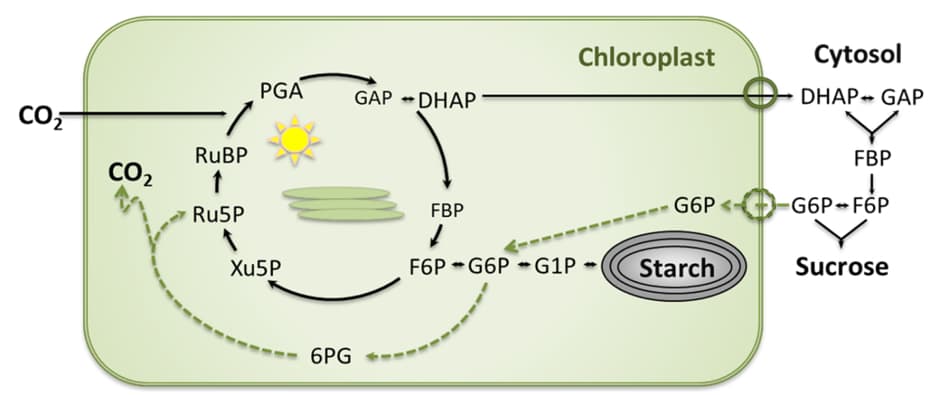 Chloroplast
Cytosol
PGA
GAP
DHAP
DHAP
GAP
CO2
RuBP
FBP
CO2
Ru5P
FBP
G6P
G6P
F6P
Xu5P
F6P
G6P
G1P
Starch
Sucrose
6PG